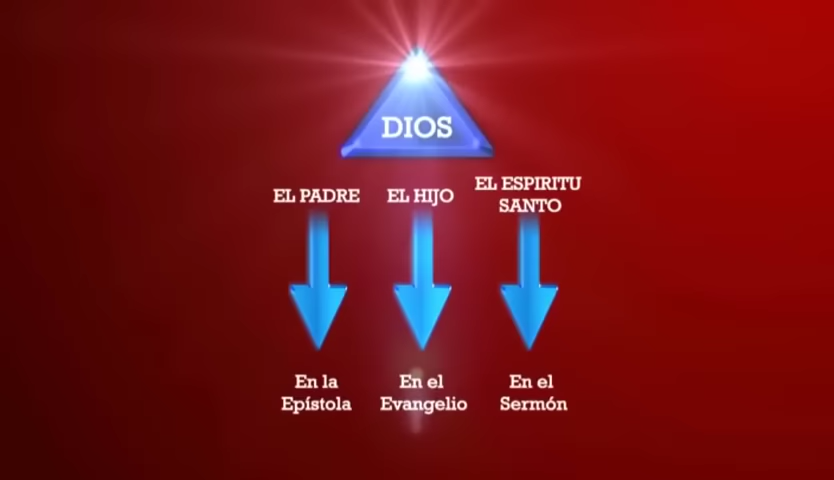 DIOS
EL PADRE
EL HIJO
EL ESPIRITU
SANTO
En la
Epístola
En el
Evangelio
En el
Sermón